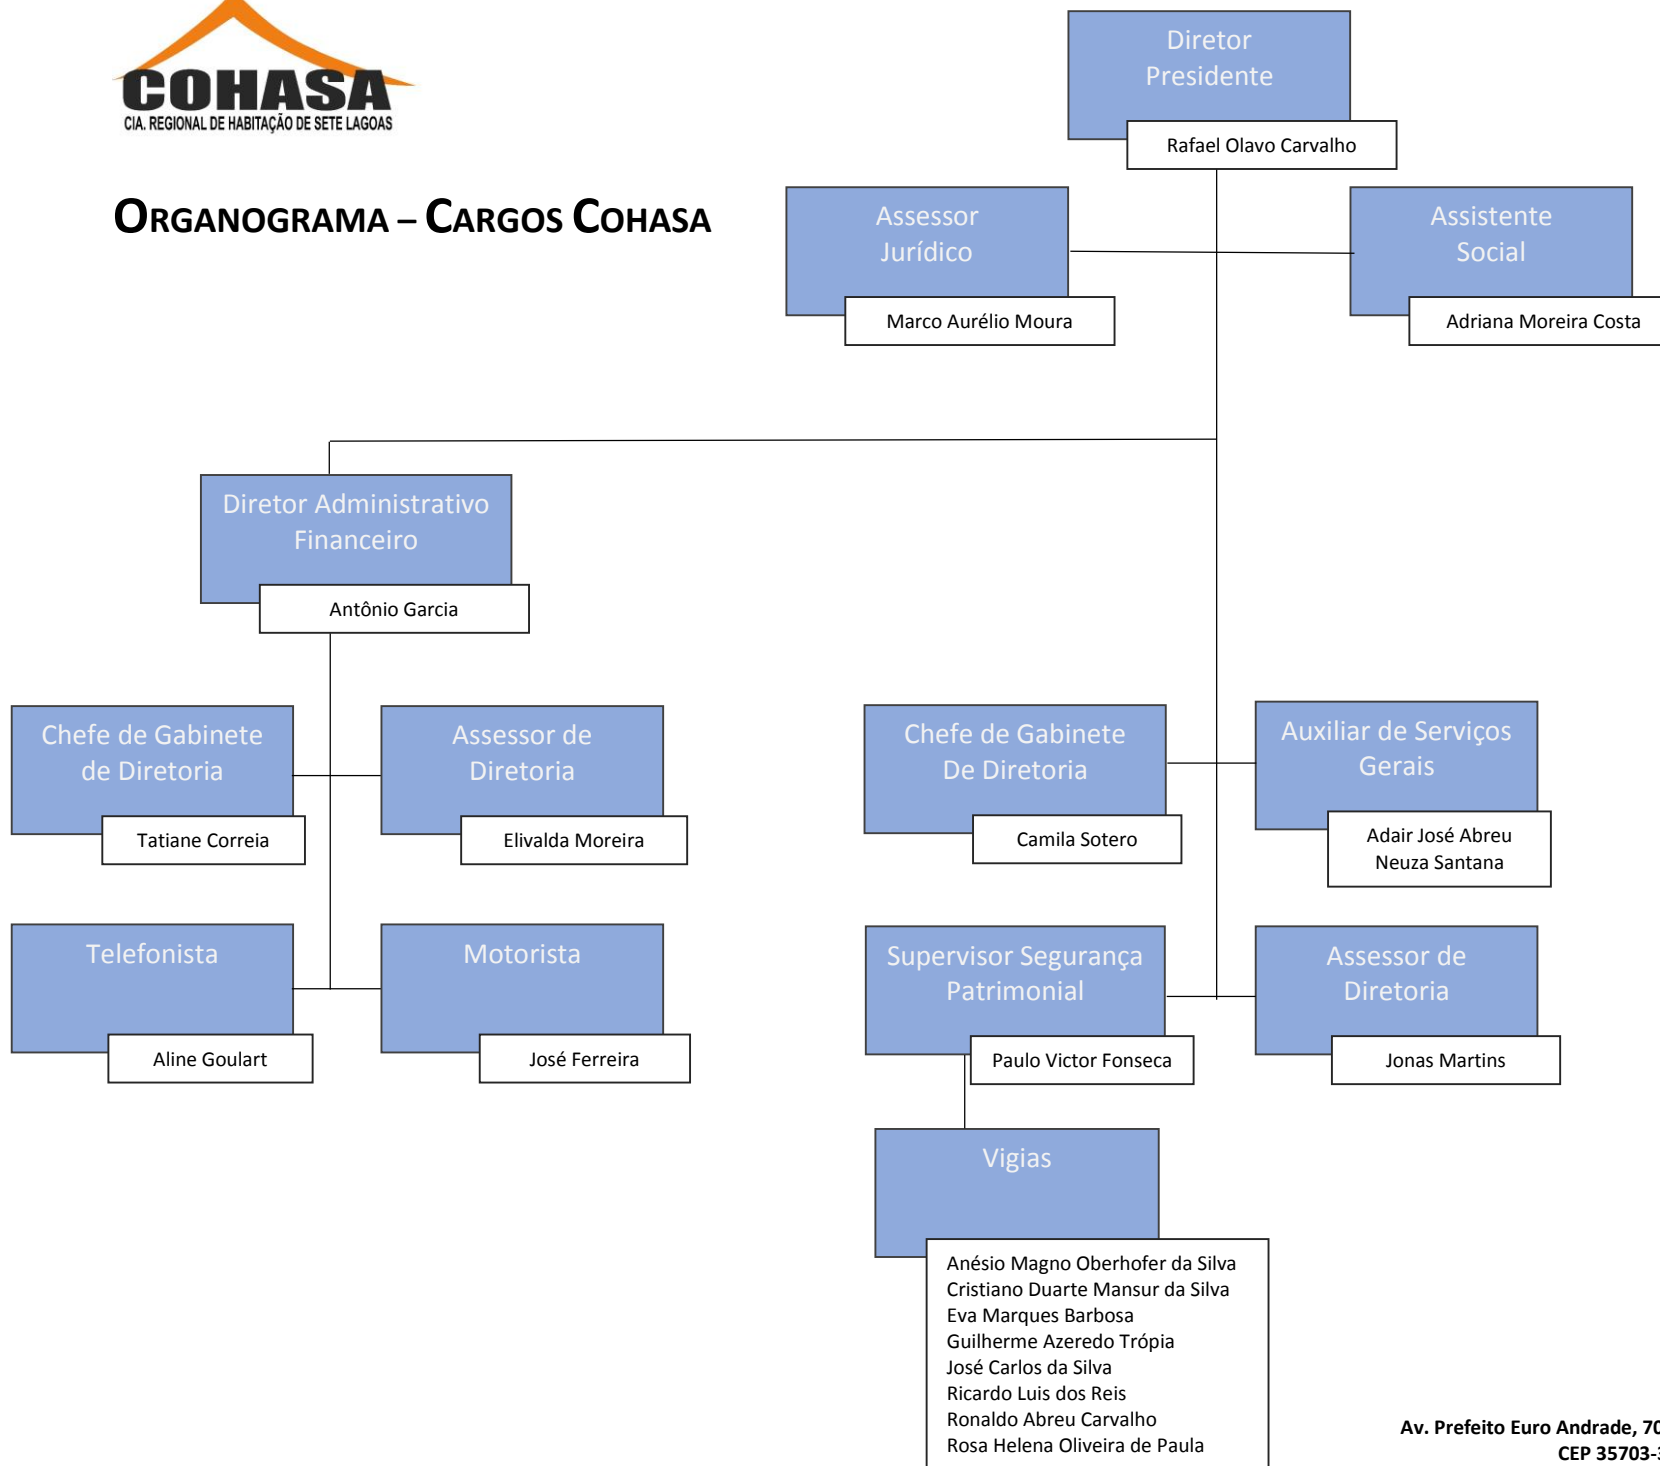 COHASA
CIA. REGIONAL DE HABITAÇÃO DE SETE LAGOAS
Diretor
Presidente
Rafael Olavo Carvalho
ORGANOGRAMA – CARGOS COHASA
Assessor
Jurídico
Marco Aurélio Moura
Assistente
Social
Adriana Moreira Costa
Diretor Administrativo
Financeiro
Antônio Garcia
Chefe de Gabinete
de Diretoria
Tatiane Correia
Assessor de
Diretoria
Elivalda Moreira
Chefe de Gabinete
De Diretoria
Camila Sotero
Auxiliar de Serviços
Gerais
Adair José Abreu
Neuza Santana
Telefonista
Aline Goulart
Motorista
José Ferreira
Supervisor Segurança
Patrimonial
Paulo Victor Fonseca
Assessor de
Diretoria
Jonas Martins
Vigias
Anésio Magno Oberhofer da Silva
Cristiano Duarte Mansur da Silva
Eva Marques Barbosa
Guilherme Azeredo Trópia
José Carlos da Silva
Ricardo Luis dos Reis
Ronaldo Abreu Carvalho
Rosa Helena Oliveira de Paula
Av. Prefeito Euro Andrade, 70
CEP 35703-